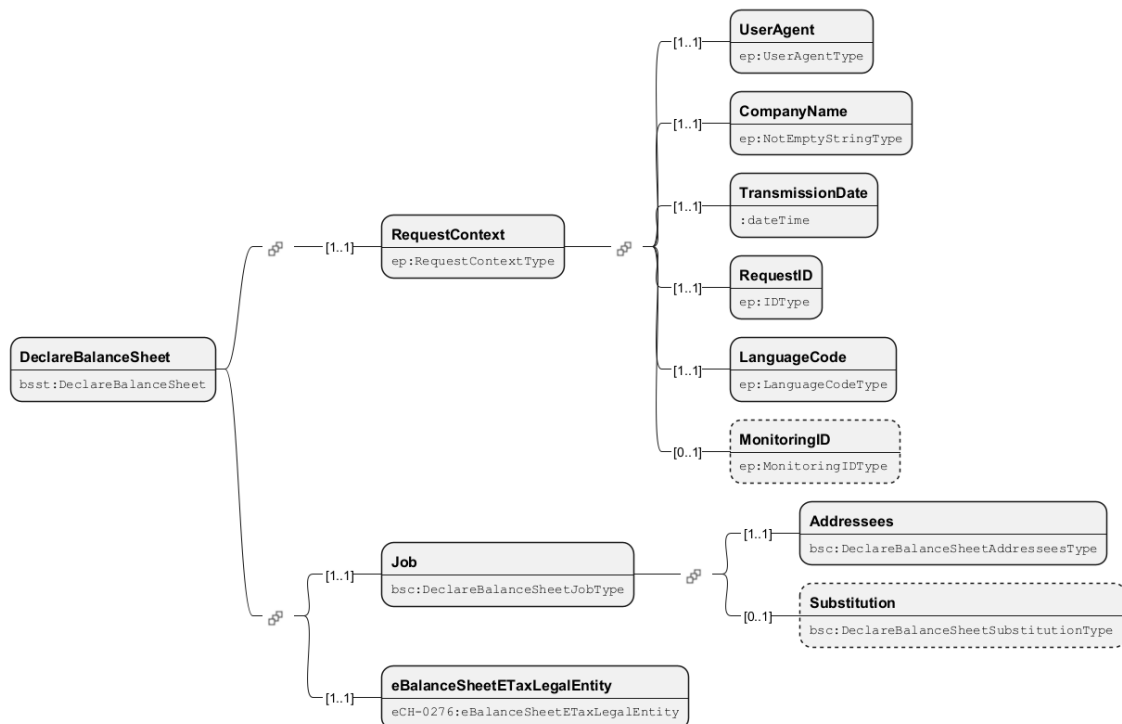 [1..1]
UserAgent
ep:UserAgentType
[1..1]
CompanyName
ep:NotEmptyStringType
[1..1]
TransmissionDate
:dateTime
[1..1]
RequestContext
ep:RequestContextType
[1..1]
RequestID
ep:IDType
DeclareBalanceSheet
bsst:DeclareBalanceSheet
[1..1]
LanguageCode
ep:LanguageCodeType
[0..1]
MonitoringID
ep:MonitoringIDType
[1..1]
Job
bsc:DeclareBalanceSheetJobType
[1..1]
Addressees
bsc:DeclareBalanceSheetAddresseesType
[0..1]
Substitution
bsc:DeclareBalanceSheetSubstitutionType
[1..1]
eBalanceSheetETaxLegalEntity
eCH-0276:eBalanceSheetETaxLegalEntity